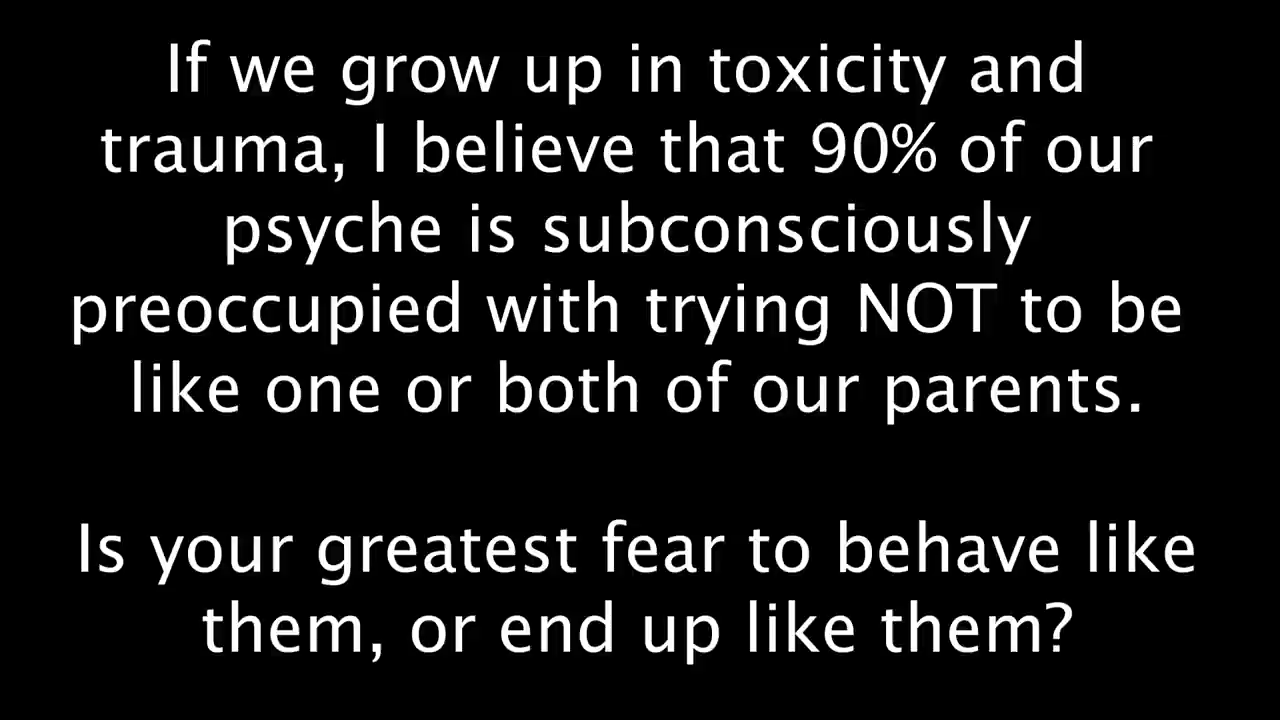 If we grow up in toxicity and
trauma, I believe that 90% of our
psyche is subconsciously
preoccupied with trying NOT to be
like one or both of our parents.
Is your greatest fear to behave like
them, or end up like them?